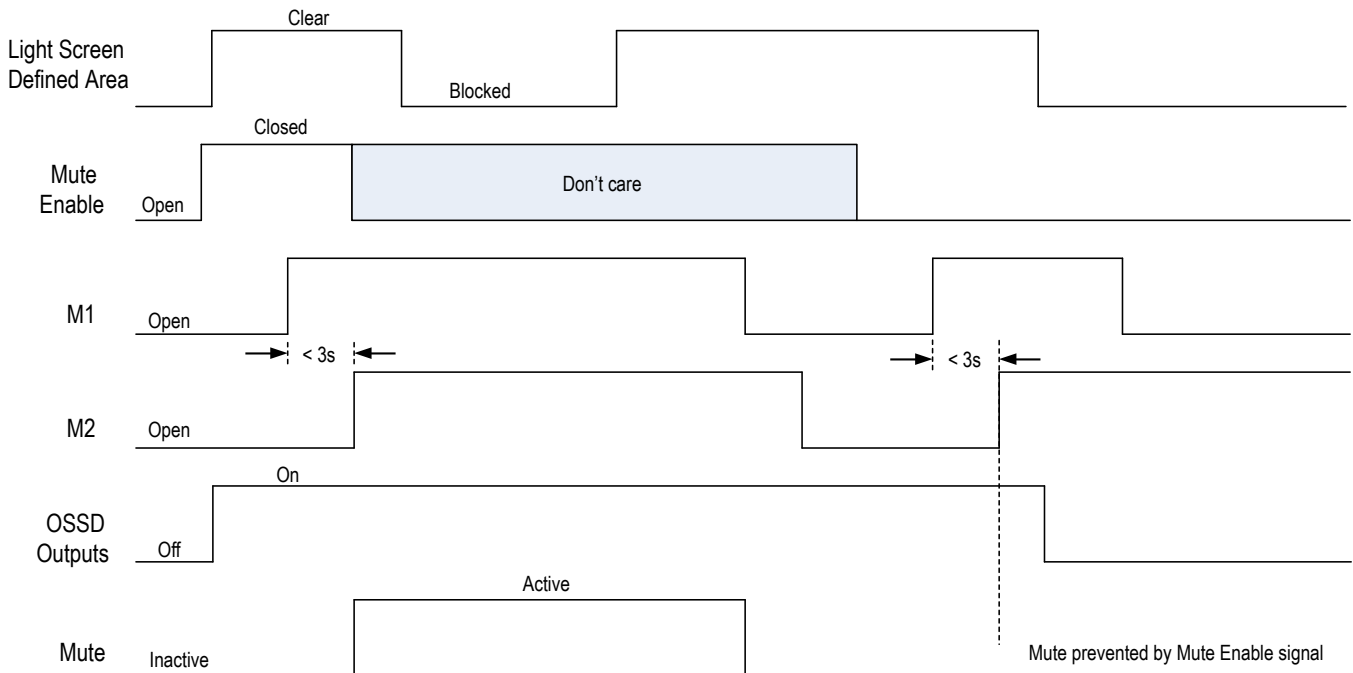 Clear
Light Screen
Defined Area
Blocked
Closed
Mute
Enable
Open
Don't care
M1
Open
< 3s
< 3s
M2
Open
On
OSSD
Outputs
Off
Active
Mute
Inactive
Mute prevented by Mute Enable signal